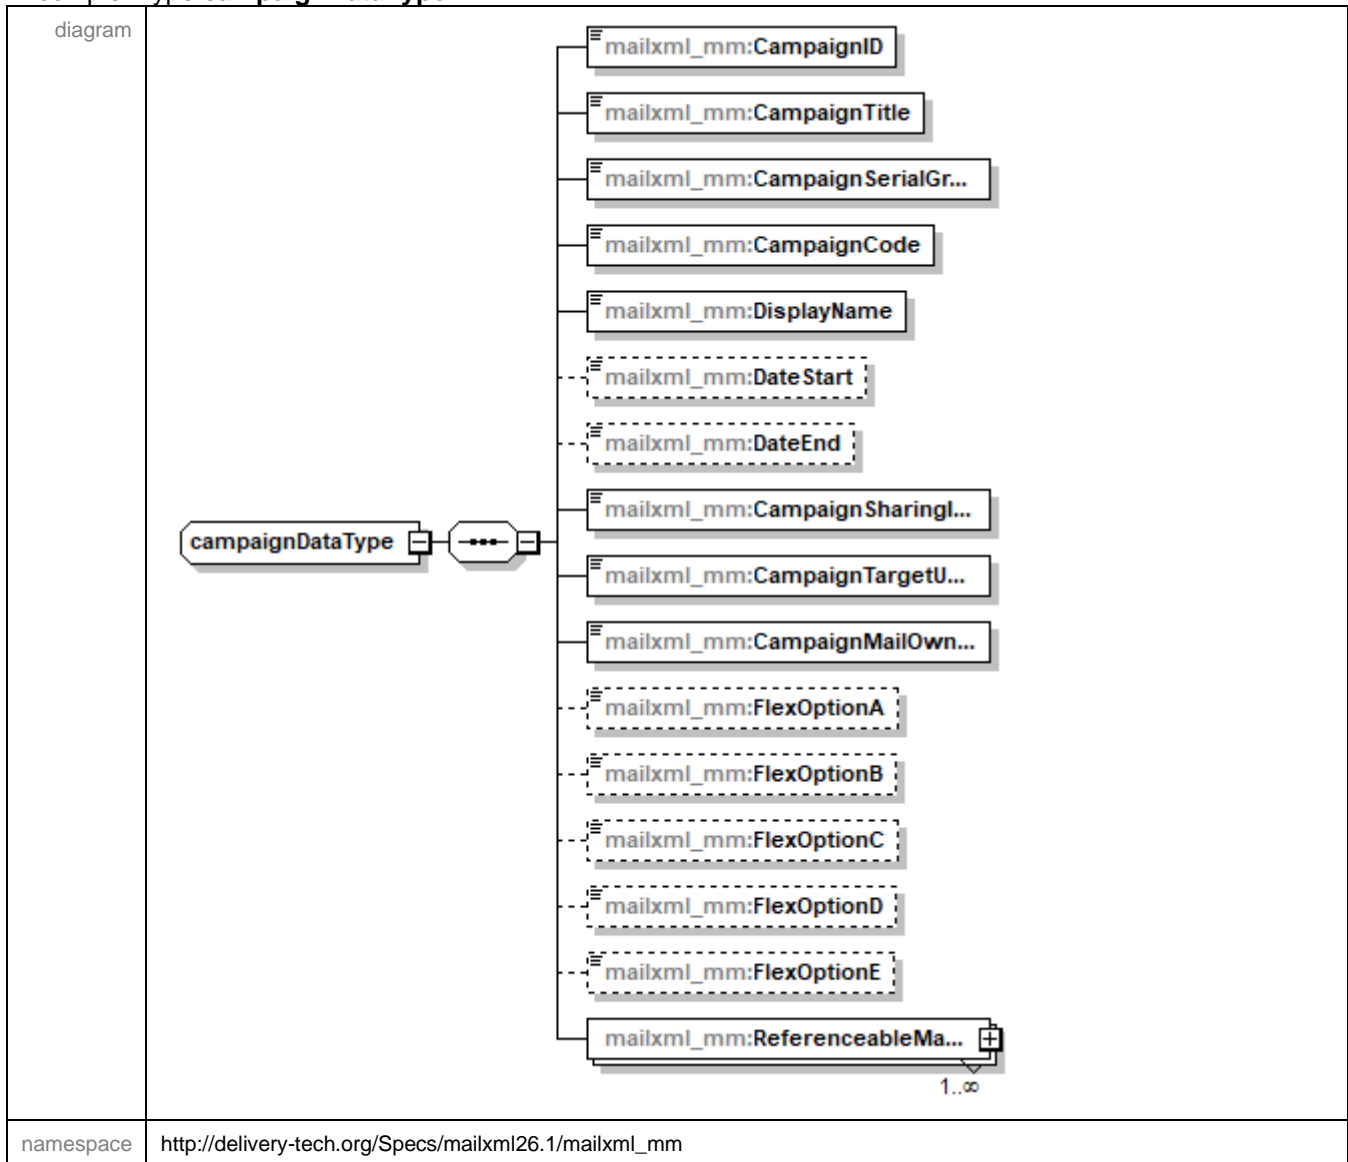 diagram
mailxml_mm:CampaignID
mailxml_mm:CampaignTitle
mailxml_mm:CampaignSerialGr...
mailxml_mm:CampaignCode
mailxml_mm:DisplayName
mailxml_mm:DateStart
mailxml_mm:DateEnd
mailxml_mm:CampaignSharingI...
campaignDataType
mailxml_mm:CampaignTargetU...
mailxml_mm:CampaignMailOwn...
mailxml_mm:FlexOptionA
mailxml_mm:FlexOptionB
mailxml_mm:FlexOptionC
mailxml_mm:FlexOptionD
mailxml_mm:FlexOptionE
mailxml_mm:ReferenceableMa...
1..∞
namespace http://delivery-tech.org/Specs/mailxml26.1/mailxml_mm